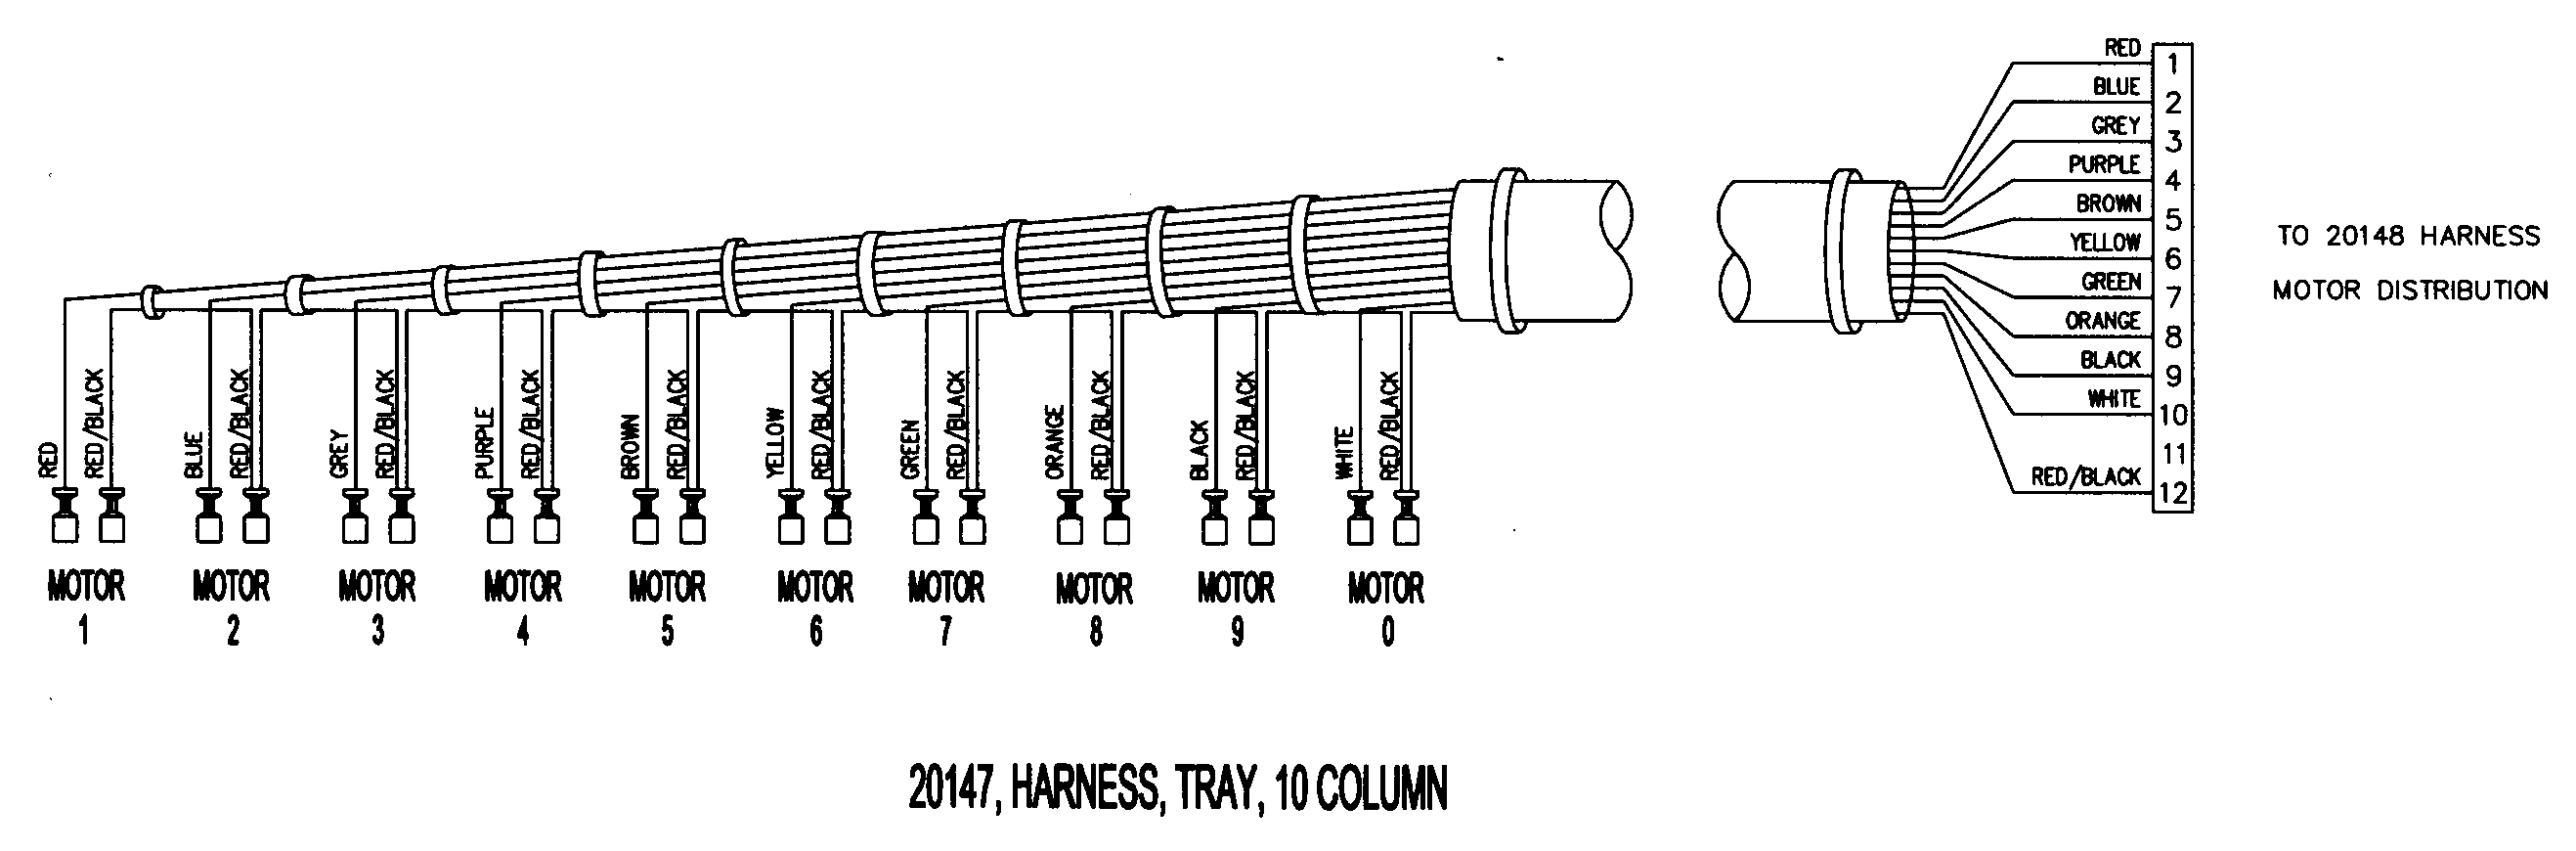 RED
1
BLUE
2
GREY
3
PURPLE
4
BROWN
5
YELLOW
6
GREEN
7
ORANGE
8
BLACK
9
WHITE
10
11
RED/BLACK
12
TO 20148 HARNESS
MOTOR DISTRIBUTION
RED
RED/BLACK
BLUE
RED/BLACK
GREY
RED/BLACK
PURPLE
RED/BLACK
BROWN
RED/BLACK
YELLOW
RED/BLACK
GREEN
RED/BLACK
ORANGE
RED/BLACK
BLACK
RED/BLACK
WHITE
RED/BLACK
MOTOR
1
MOTOR
2
MOTOR
3
MOTOR
4
MOTOR
5
MOTOR
6
MOTOR
7
MOTOR
8
MOTOR
9
MOTOR
0
20147, HARNESS, TRAY, 10 COLUMN